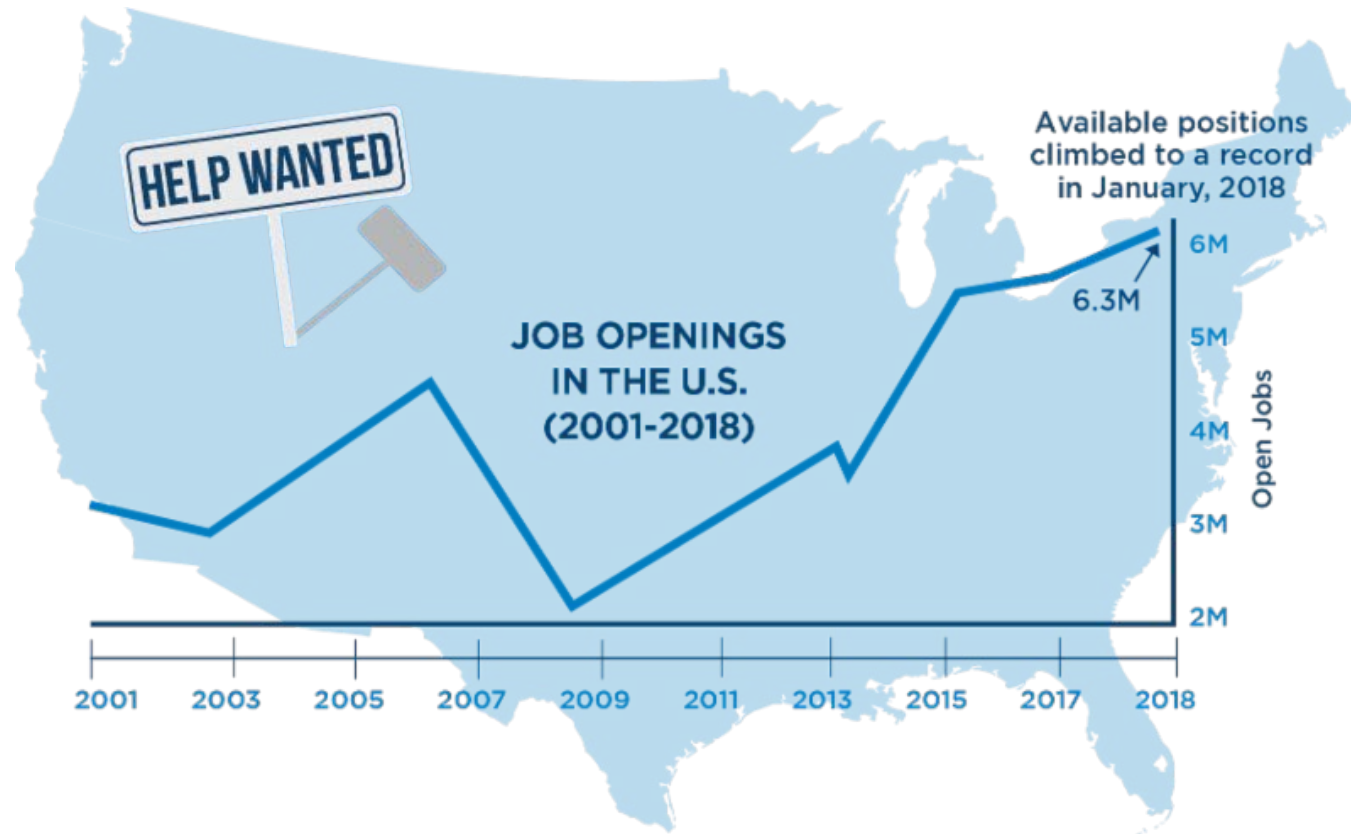 HELP WANTED
Available positions
climbed to a record
in January, 2018
JOB OPENINGS
IN THE U.S.
(2001-2018)
6.3M
6M
5M
4M
3M
2M
Open Jobs
2001 2003 2005 2007 2009 2011 2013 2015 2017 2018